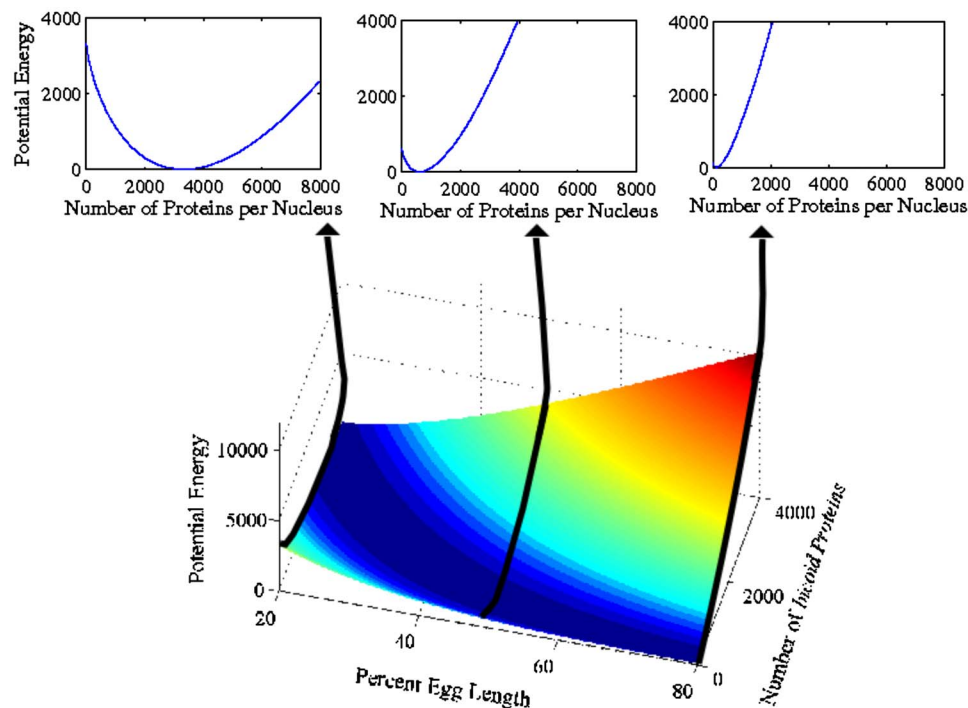 4000
2000
0
Potential Energy
0 2000 4000 6000 8000
Number of Proteins per Nucleus
4000
2000
0
0 2000 4000 6000 8000
Number of Proteins per Nucleus
4000
2000
0
0 2000 4000 6000 8000
Number of Proteins per Nucleus
Potential Energy
10000
5000
0
20
40
60
80
Percent Egg Length
0
2000
4000
Number of Bicoid Proteins